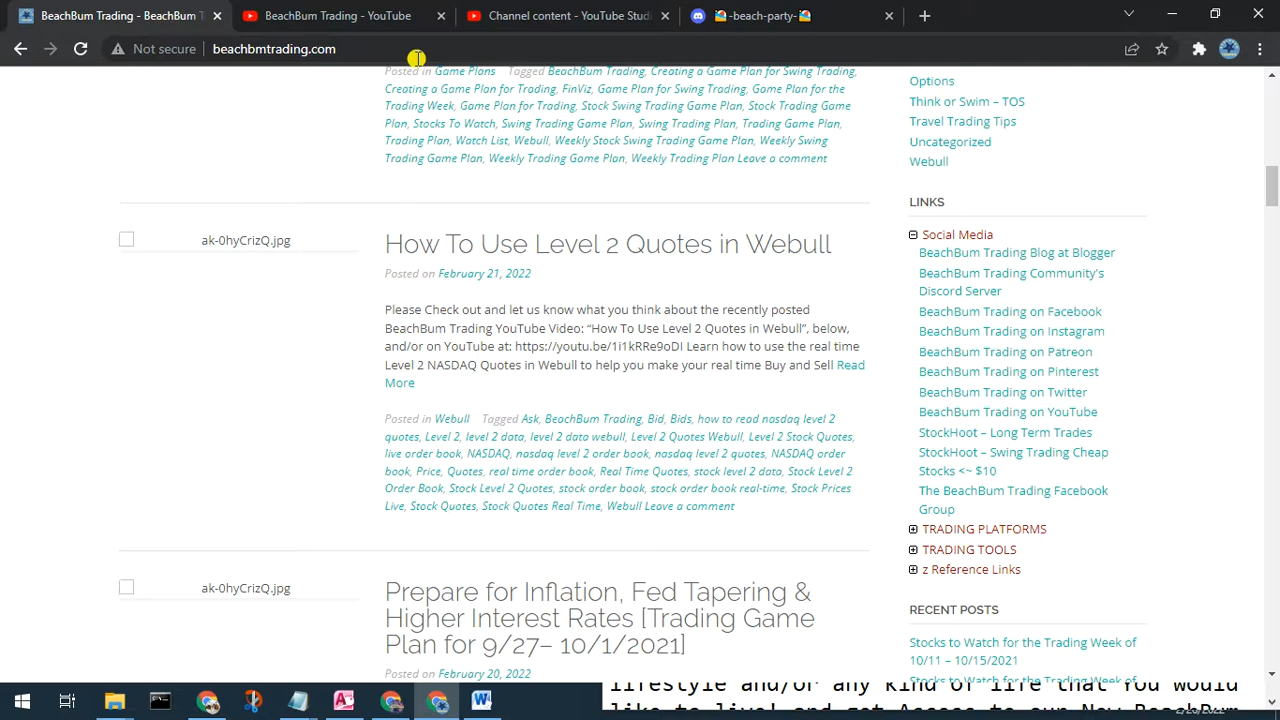 BeachBum Trading - BeachBum T
BeachBum Trading - YouTube
Channel content - YouTube Studi
-beach-party-
Not secure
beachbmtrading.com
Posted in Game Plans Tagged BeachBum Trading, Creating a Game Plan for Swing Trading,
Creating a Game Plan for Trading, FinViz, Game Plan for Swing Trading, Game Plan for the
Trading Week, Game Plan for Trading, Stock Swing Trading Game Plan, Stock Trading Game
Plan, Stocks To Watch, Swing Trading Game Plan, Swing Trading Plan, Trading Game Plan,
Trading Plan, Watch List, Webull, Weekly Stock Swing Trading Game Plan, Weekly Swing
Trading Game Plan, Weekly Trading Game Plan, Weekly Trading Plan Leave a comment
ak-0hyCrizQ.jpg
How To Use Level 2 Quotes in Webull
Posted on February 21, 2022
Please Check out and let us know what you think about the recently posted
BeachBum Trading YouTube Video: “How To Use Level 2 Quotes in Webull”, below,
and/or on YouTube at: https://youtu.be/1i1kRRe9oDI Learn how to use the real time
Level 2 NASDAQ Quotes in Webull to help you make your real time Buy and Sell Read
More
Posted in Webull Tagged Ask, BeachBum Trading, Bid, Bids, how to read nasdaq level 2
quotes, Level 2, level 2 data, level 2 data webull, Level 2 Quotes Webull, Level 2 Stock Quotes,
live order book, NASDAQ, nasdaq level 2 order book, nasdaq level 2 quotes, NASDAQ order
book, Price, Quotes, real time order book, Real Time Quotes, stock level 2 data, Stock Level 2
Order Book, Stock Level 2 Quotes, stock order book, stock order book real-time, Stock Prices
Live, Stock Quotes, Stock Quotes Real Time, Webull Leave a comment
ak-0hyCrizQ.jpg
Prepare for Inflation, Fed Tapering &
Higher Interest Rates [Trading Game
Plan for 9/27– 10/1/2021]
Posted on February 20, 2022
Options
Think or Swim – TOS
Travel Trading Tips
Uncategorized
Webull
LINKS
Social Media
BeachBum Trading Blog at Blogger
BeachBum Trading Community's
Discord Server
BeachBum Trading on Facebook
BeachBum Trading on Instagram
BeachBum Trading on Patreon
BeachBum Trading on Pinterest
BeachBum Trading on Twitter
BeachBum Trading on YouTube
StockHoot – Long Term Trades
StockHoot – Swing Trading Cheap
Stocks <~ $10
The BeachBum Trading Facebook
Group
TRADING PLATFORMS
TRADING TOOLS
z Reference Links
RECENT POSTS
Stocks to Watch for the Trading Week of
10/11 – 10/15/2021
Stocks to Watch for the Trading Week of
lifestyle and/or any kind of life that You would
like to live! and get Access to our New BeachBum